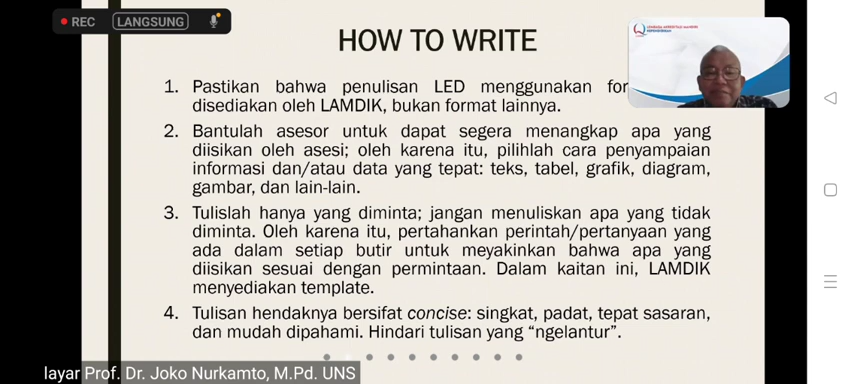 REC LANGSUNG
HOW TO WRITE
LEMBAGA AKREDITASI MANDIRI
KEPENDIDIKAN
1. Pastikan bahwa penulisan LED menggunakan for
disediakan oleh LAMDIK, bukan format lainnya.
2. Bantulah asesor untuk dapat segera menangkap apa yang
diisikan oleh asesi; oleh karena itu, pilihlah cara penyampaian
informasi dan/atau data yang tepat: teks, tabel, grafik, diagram,
gambar, dan lain-lain.
3. Tulislah hanya yang diminta; jangan menuliskan apa yang tidak
diminta. Oleh karena itu, pertahankan perintah/pertanyaan yang
ada dalam setiap butir untuk meyakinkan bahwa apa yang
diisikan sesuai dengan permintaan. Dalam kaitan ini, LAMDIK
menyediakan template.
4. Tulisan hendaknya bersifat concise: singkat, padat, tepat sasaran,
dan mudah dipahami. Hindari tulisan yang “ngelantur”.
layar Prof. Dr. Joko Nurkamto, M.Pd. UNS